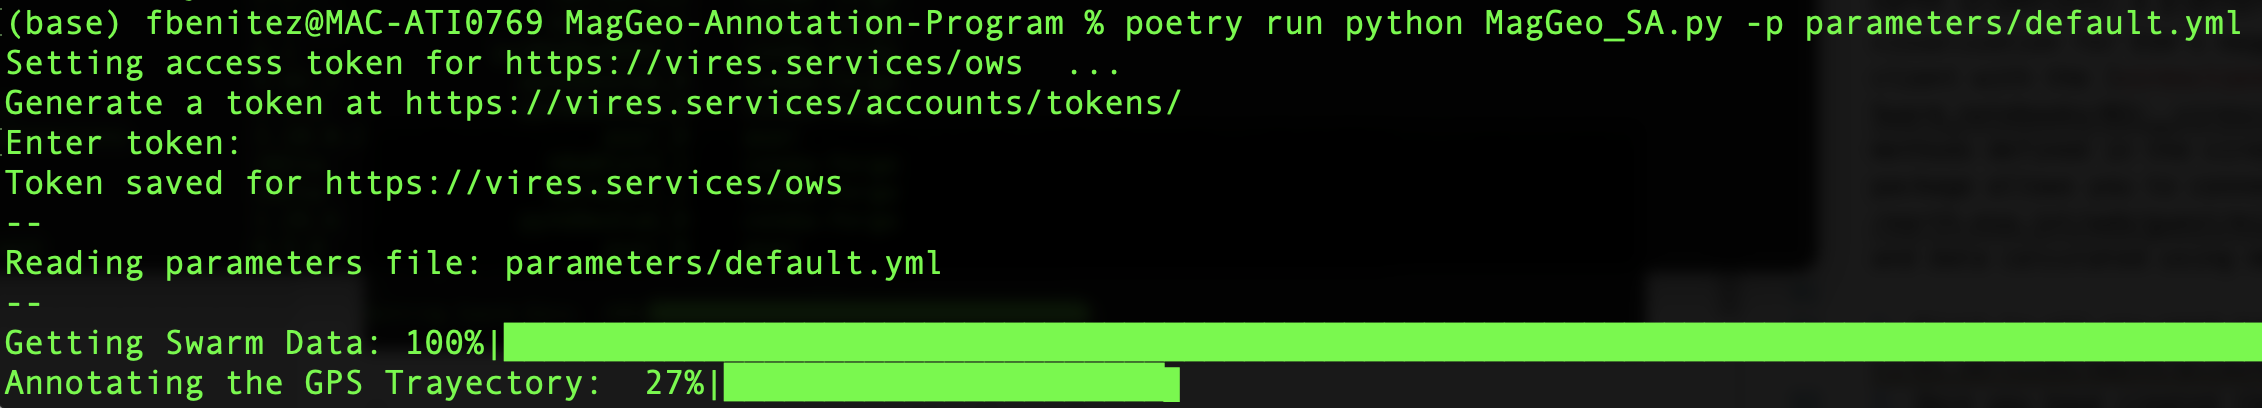 (base) fbenitez@MAC-ATI0769 MagGeo-Annotation-Program % poetry run python MagGeo_SA.py -p parameters/default.yml
Setting access token for https://vires.services/ows  ...
Generate a token at https://vires.services/accounts/tokens/
Enter token:
Token saved for https://vires.services/ows
--
Reading parameters file: parameters/default.yml
--
Getting Swarm Data: 100%|
Annotating the GPS Trayectory:  27%|